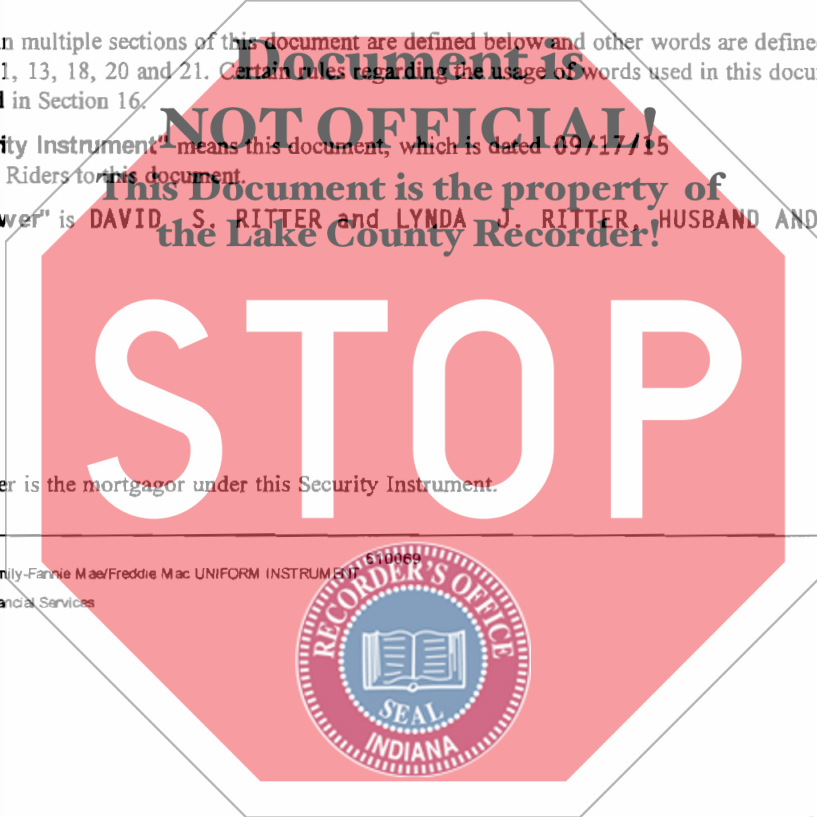 n multiple sections of this document are defined below and other words are define
1, 13, 18, 20 and 21. Certain rules regarding the usage of words used in this docu
l in Section 16.
Document is
NOT OFFICIAL!
This Document is the property of
the Lake County Recorder!
ity Instrument" means this document, which is dated 09/17/15
Riders to this document.
wer" is DAVID S. RITTER and LYNDA J. RITTER, HUSBAND AND
STOP
er is the mortgagor under this Security Instrument.
510069
mily-Fannie Mae/Freddie Mac UNIFORM INSTRUMENT
ancial Services
RECORDER'S OFFICE
SEAL
INDIANA